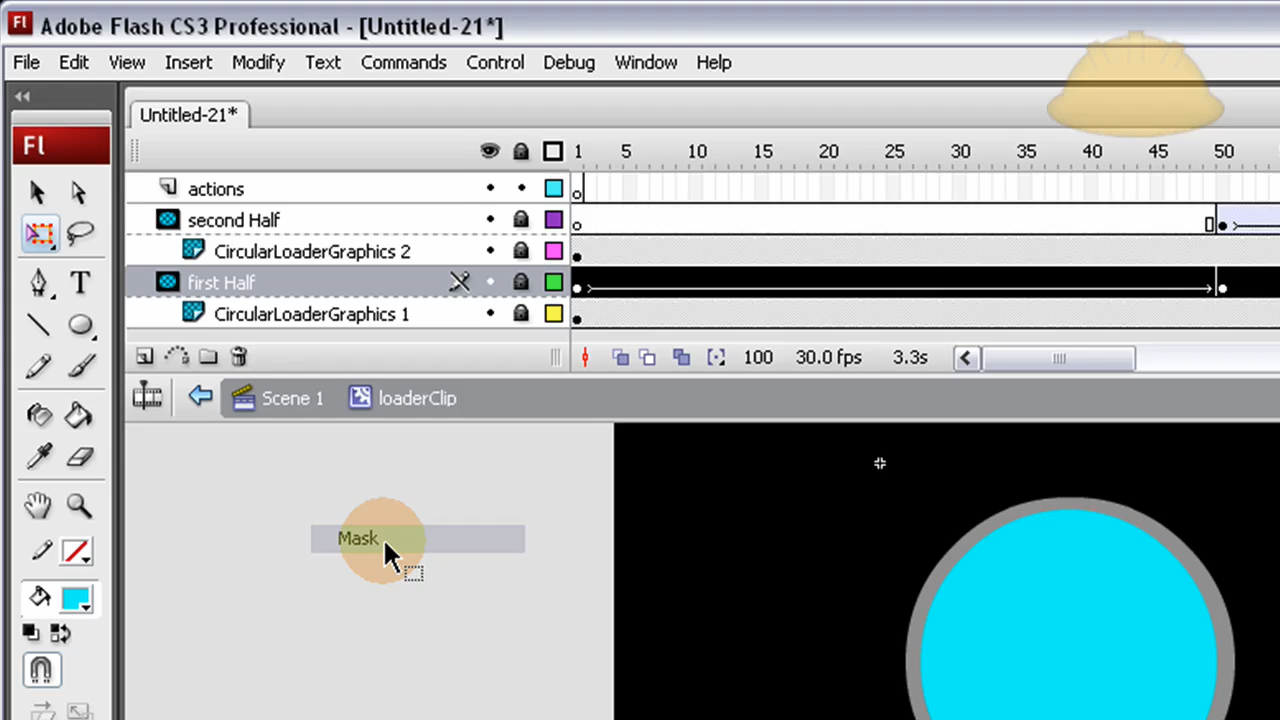 Fl Adobe Flash CS3 Professional - [Untitled-21*]
File Edit View Insert Modify Text Commands Control Debug Window Help
Untitled-21*
Fl
1 5 10 15 20 25 30 35 40 45 50
actions
second Half
CircularLoaderGraphics 2
first Half
CircularLoaderGraphics 1
100 30.0 fps 3.3s
Scene 1 loaderClip
Mask